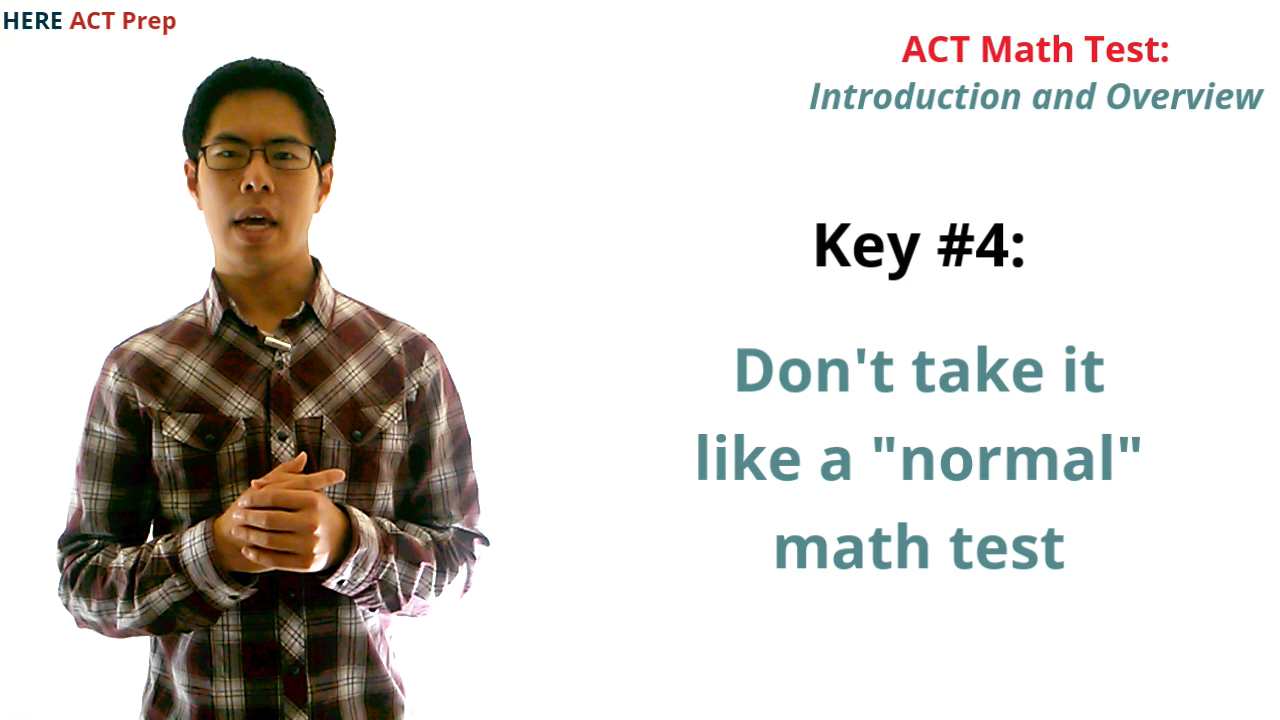 HERE ACT Prep
ACT Math Test:
Introduction and Overview
Key #4:
Don't take it
like a "normal"
math test